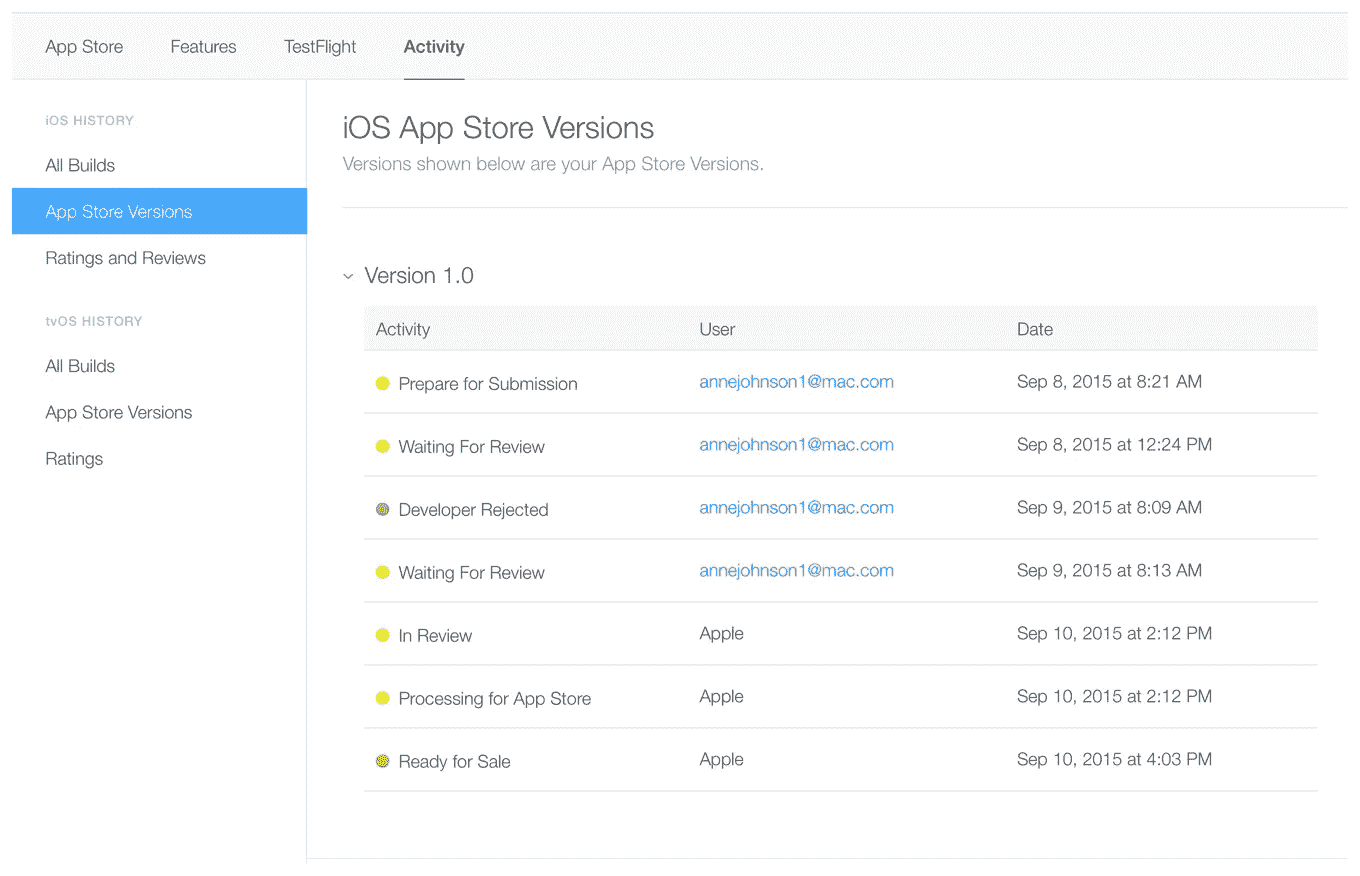 App Store Features TestFlight Activity
iOS HISTORY
All Builds
App Store Versions
Ratings and Reviews
tvOS HISTORY
All Builds
App Store Versions
Ratings
iOS App Store Versions
Versions shown below are your App Store Versions.
Version 1.0
Activity User Date
Prepare for Submission annejohnson1@mac.com Sep 8, 2015 at 8:21 AM
Waiting For Review annejohnson1@mac.com Sep 8, 2015 at 12:24 PM
Developer Rejected annejohnson1@mac.com Sep 9, 2015 at 8:09 AM
Waiting For Review annejohnson1@mac.com Sep 9, 2015 at 8:13 AM
In Review Apple Sep 10, 2015 at 2:12 PM
Processing for App Store Apple Sep 10, 2015 at 2:12 PM
Ready for Sale Apple Sep 10, 2015 at 4:03 PM